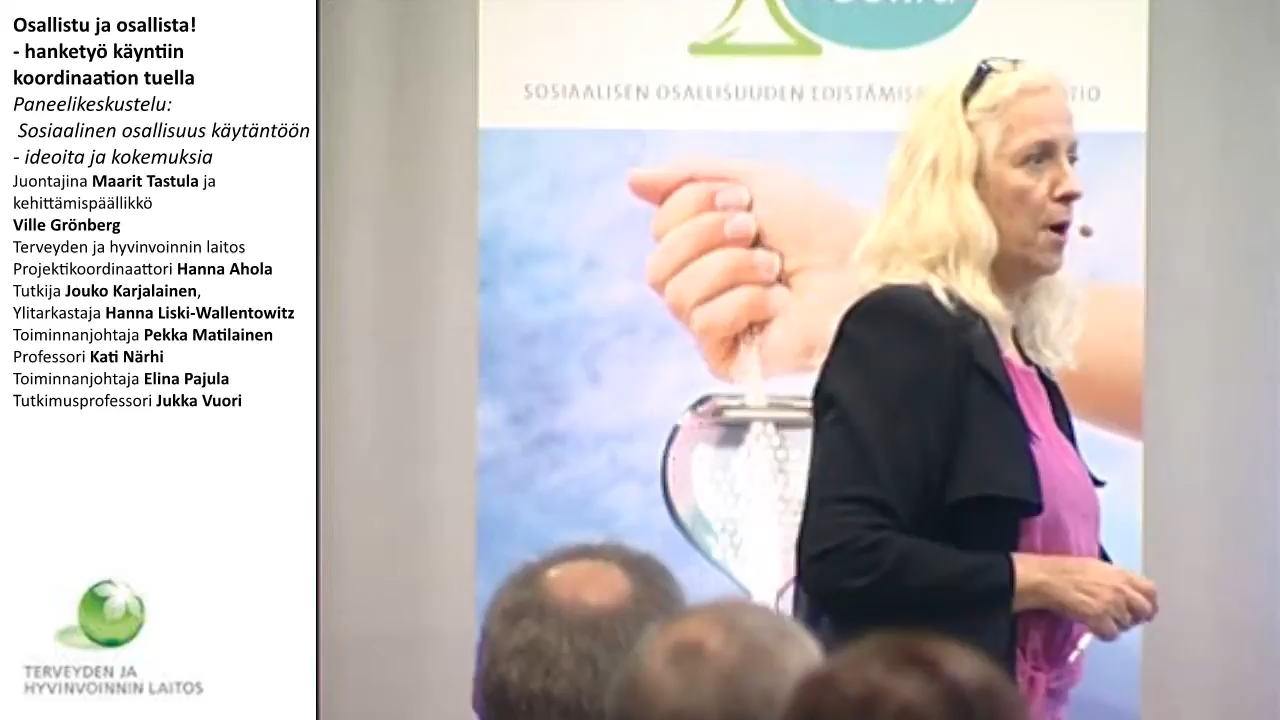 Osallistu ja osallista!
- hanketyö käyntiin
koordinaation tuella
Paneelikeskustelu:
Sosiaalinen osallisuus käytäntöön
- ideoita ja kokemuksia
Juontajina Maarit Tastula ja
kehittämispäällikkö
Ville Grönberg
Terveyden ja hyvinvoinnin laitos
Projektikoordinaattori Hanna Ahola
Tutkija Jouko Karjalainen,
Ylitarkastaja Hanna Liski-Wallentowitz
Toiminnanjohtaja Pekka Matilainen
Professori Kati Närhi
Toiminnanjohtaja Elina Pajula
Tutkimusprofessori Jukka Vuori
TERVEYDEN JA
HYVINVOINNIN LAITOS
SOSIAALISEN OSALLISUUDEN